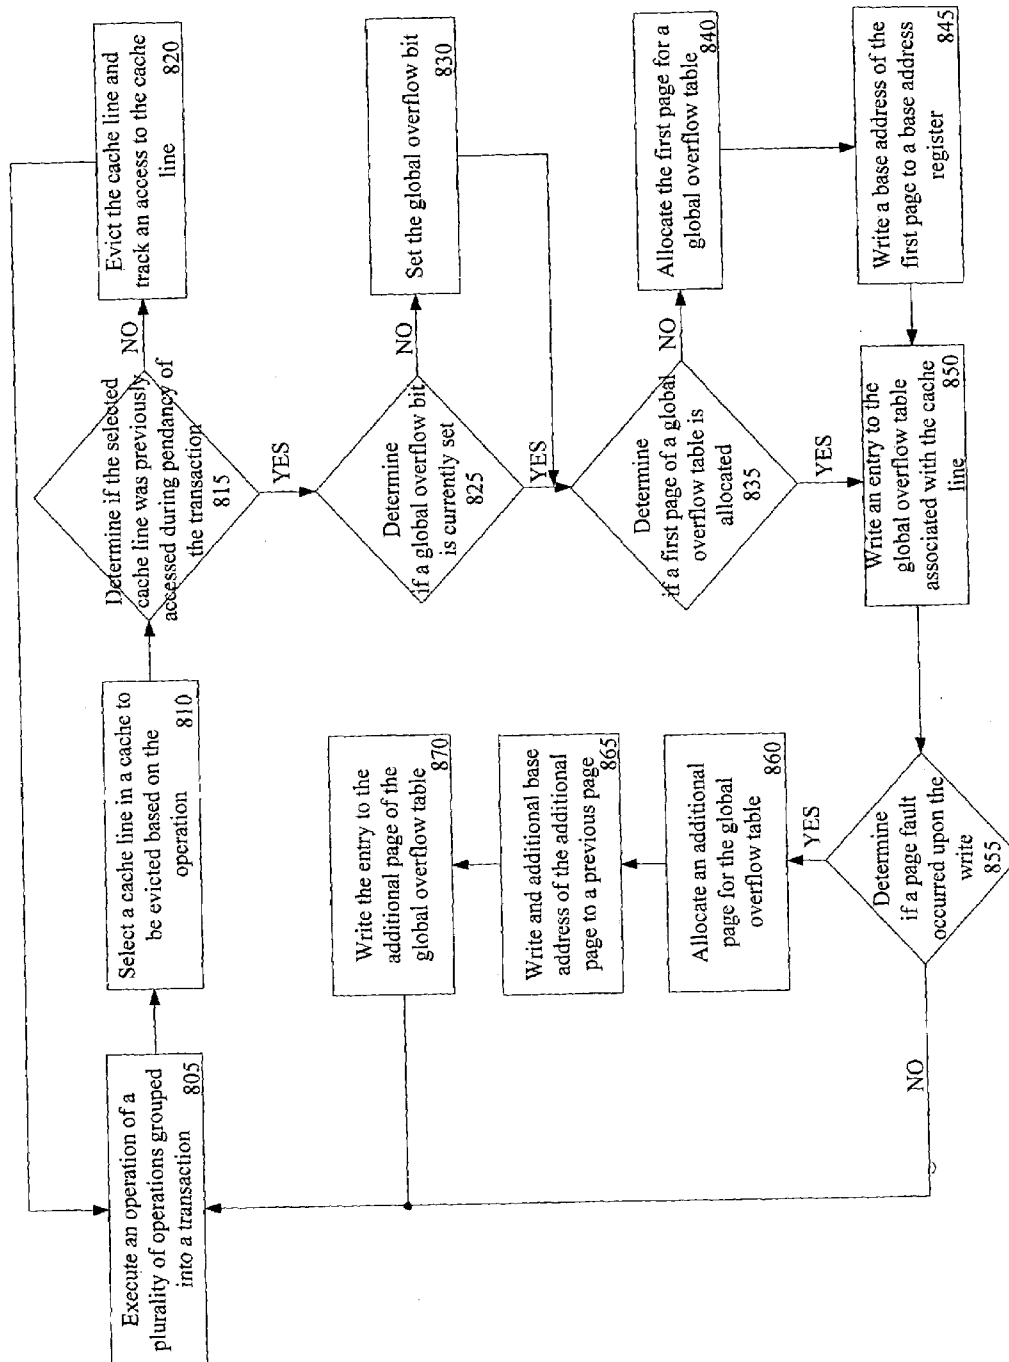 Execute an operation of a
plurality of operations grouped
into a transaction
805
Select a cache line in a cache to
be evicted based on the
operation
810
Determine if the selected
cache line was previously
accessed during pendancy of
the transaction
815
NO
Evict the cache line and
track an access to the cache
line
820
YES
Determine
if a global overflow bit
is currently set
825
NO
Set the global overflow bit
830
YES
Determine
if a first page of a global
overflow table is
allocated
835
NO
Allocate the first page for a
global overflow table
840
Write a base address of the
first page to a base address
register
845
YES
Write an entry to the
global overflow table
associated with the cache
line
850
Determine
if a page fault
occurred upon the
write
855
YES
Allocate an additional
page for the global
overflow table
860
Write and additional base
address of the additional
page to a previous page
865
Write the entry to the
additional page of the
global overflow table
870
NO